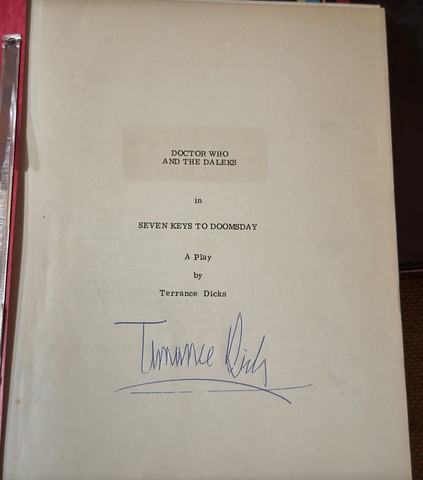 DOCTOR WHO
AND THE DALEKS
in
SEVEN KEYS TO DOOMSDAY
A Play
by
Terrance Dicks
Terrance Dicks